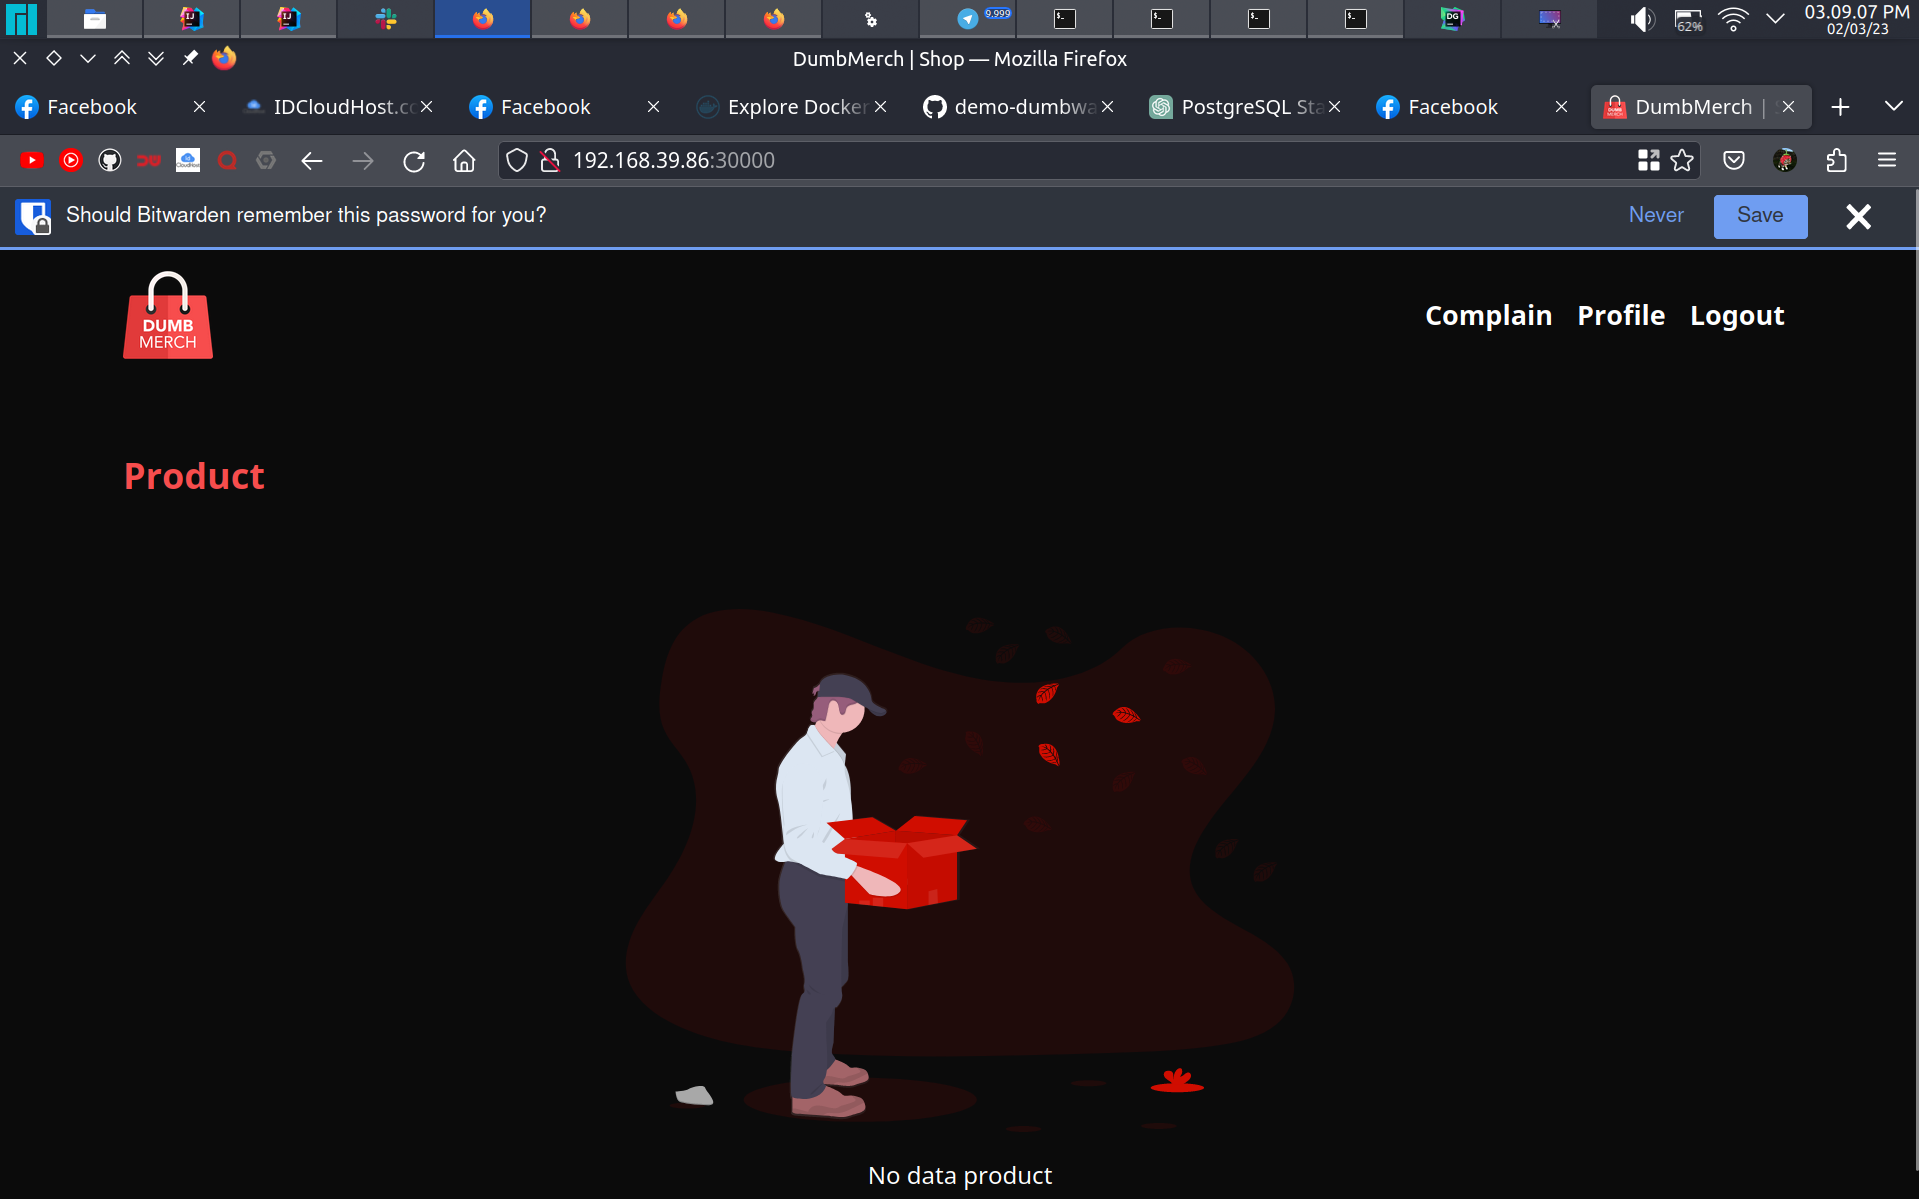 9,999
62%
03.09.07 PM
02/03/23
DumbMerch | Shop — Mozilla Firefox
Facebook
IDCloudHost.co
Facebook
Explore Docker
demo-dumbwa
PostgreSQL Sta
Facebook
DumbMerch |
192.168.39.86:30000
Should Bitwarden remember this password for you?
Never
Save
DUMB
MERCH
Complain
Profile
Logout
Product
No data product